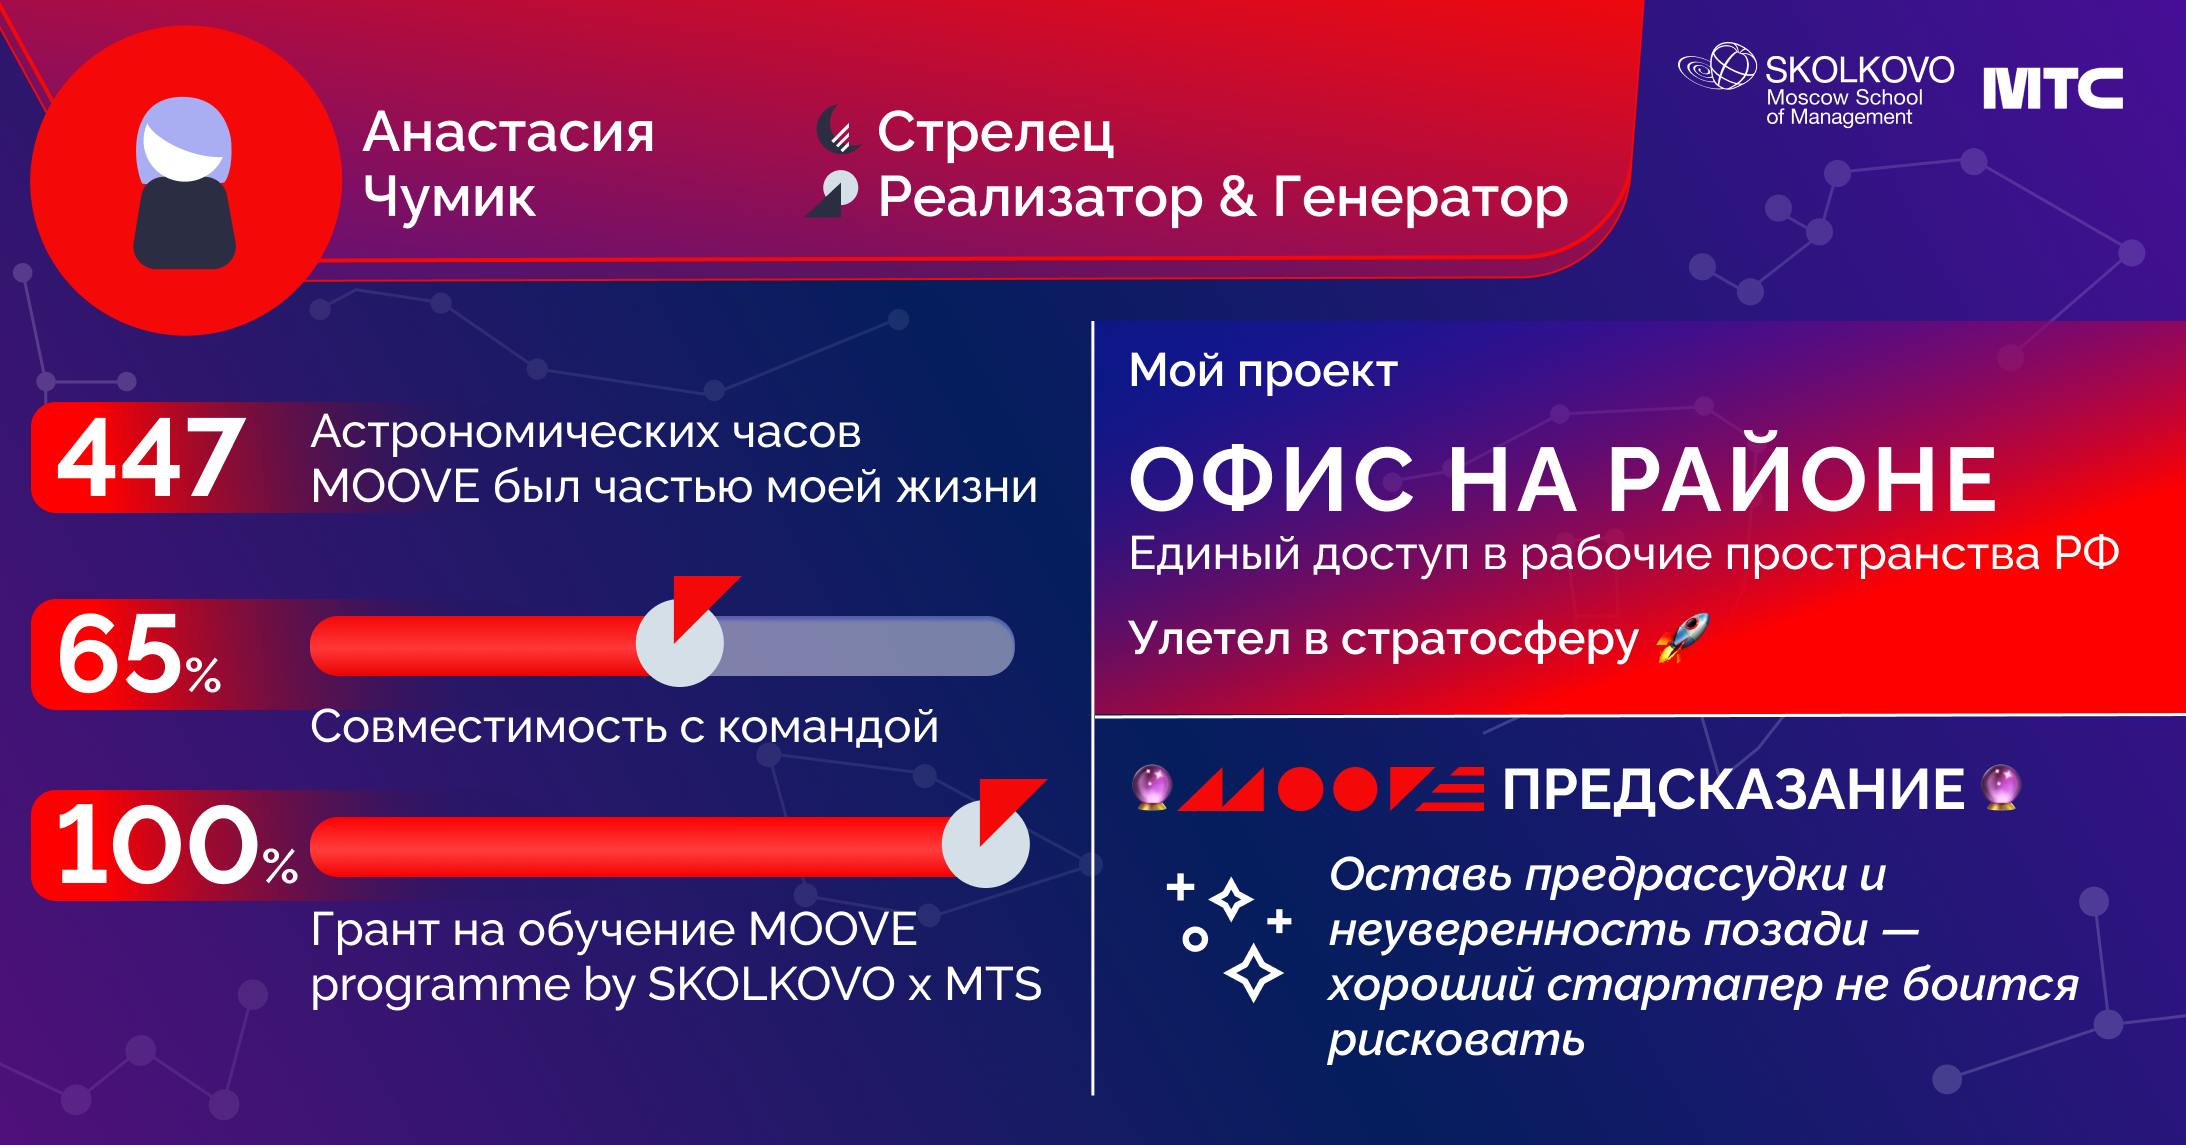 Анастасия
Чумик
Стрелец
Реализатор & Генератор
SKOLKOVO
Moscow School
of Management
МТС
447
Астрономических часов
MOOVE был частью моей жизни
65%
Совместимость с командой
100%
Грант на обучение MOOVE
programme by SKOLKOVO x MTS
Мой проект
ОФИС НА РАЙОНЕ
Единый доступ в рабочие пространства РФ
Улетел в стратосферу 🚀
🔮 MOOVE ПРЕДСКАЗАНИЕ 🔮
Оставь предрассудки и
неуверенность позади —
хороший стартапер не боится
рисковать